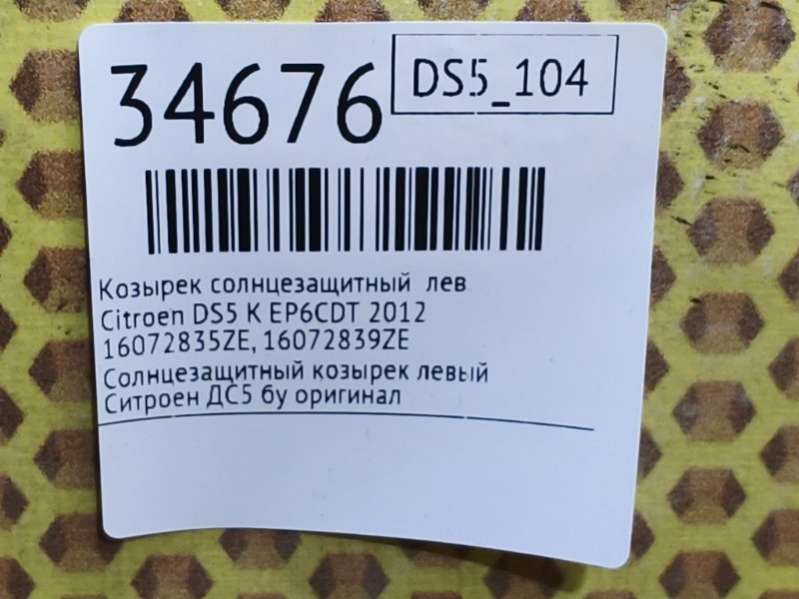 34676
DS5_104
Козырек солнцезащитный лев
Citroen DS5 K EP6CDT 2012
16072835ZE, 16072839ZE
Солнцезащитный козырек левый
Ситроен ДС5 бу оригинал